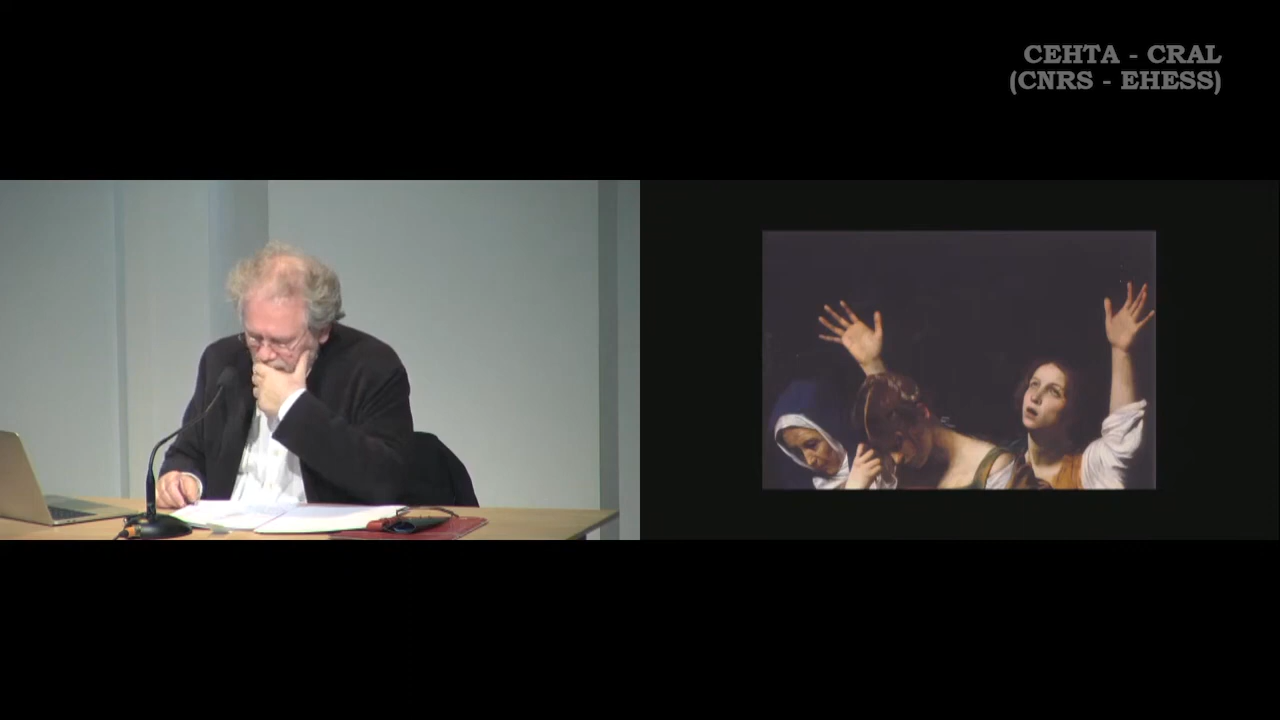 CEHTA - CRAL
(CNRS - EHESS)